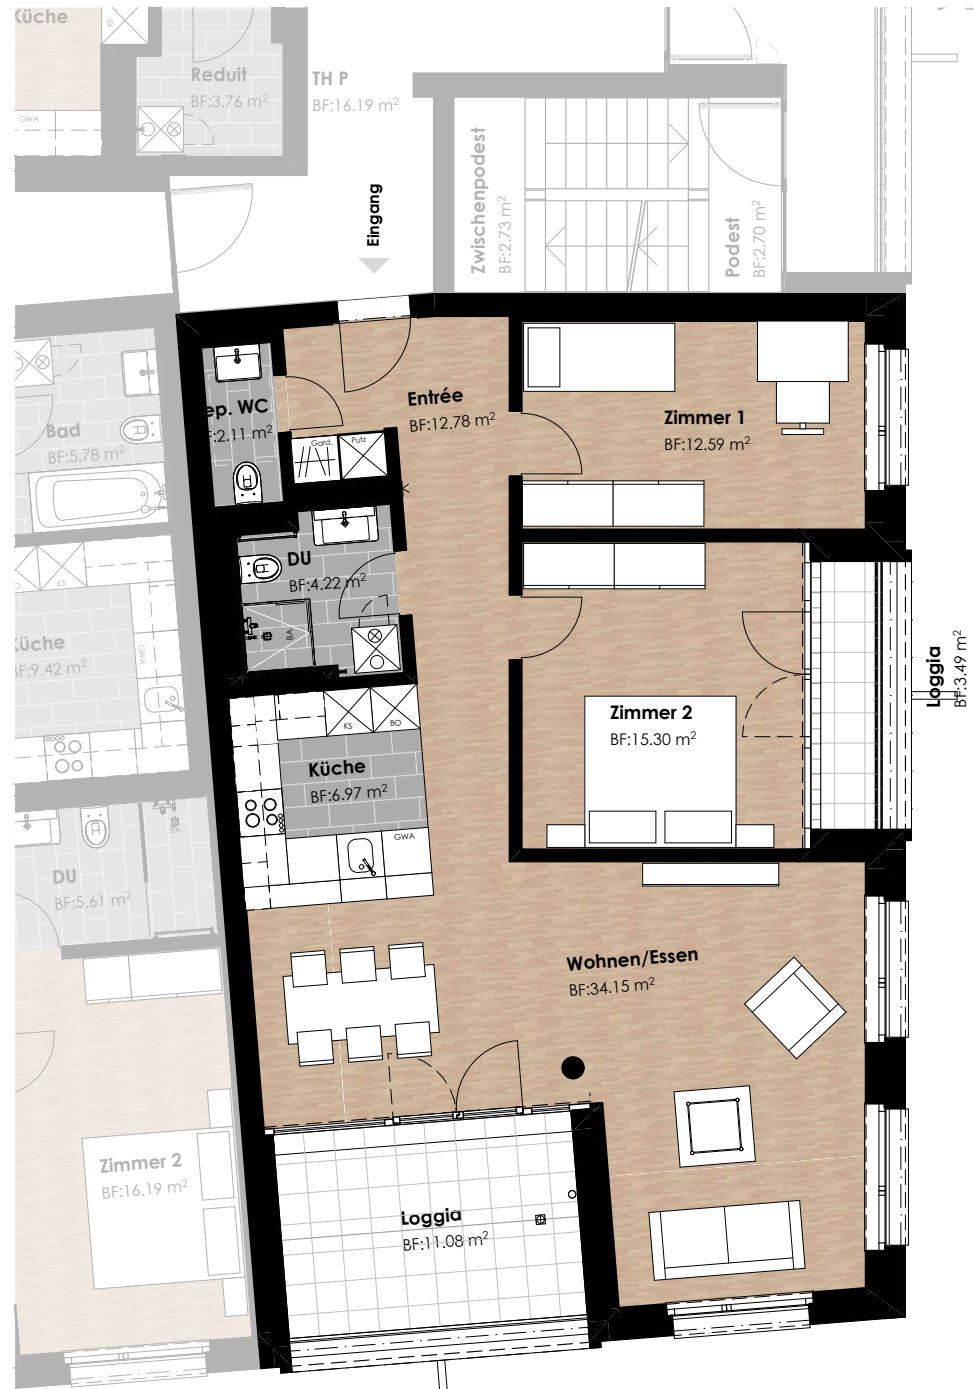 Küche
KS
GWA
Reduit
BF:3.76 m²
TH P
BF:16.19 m²
Eingang
Zwischenpodest
BF:2.73 m²
Podest
BF:2.70 m²
Bad
BF:5.78 m²
ep. WC
F:2.11 m²
Entrée
BF:12.78 m²
Gard.
Putz
Zimmer 1
BF:12.59 m²
DU
BF:4.22 m²
BA
O
KS
Küche
BF:9.42 m²
GWA
Loggia
BF:3.49 m²
Zimmer 2
BF:15.30 m²
KS
BO
Küche
BF:6.97 m²
GWA
BA
DU
BF:5.61 m²
Wohnen/Essen
BF:34.15 m²
Zimmer 2
BF:16.19 m²
Loggia
BF:11.08 m²